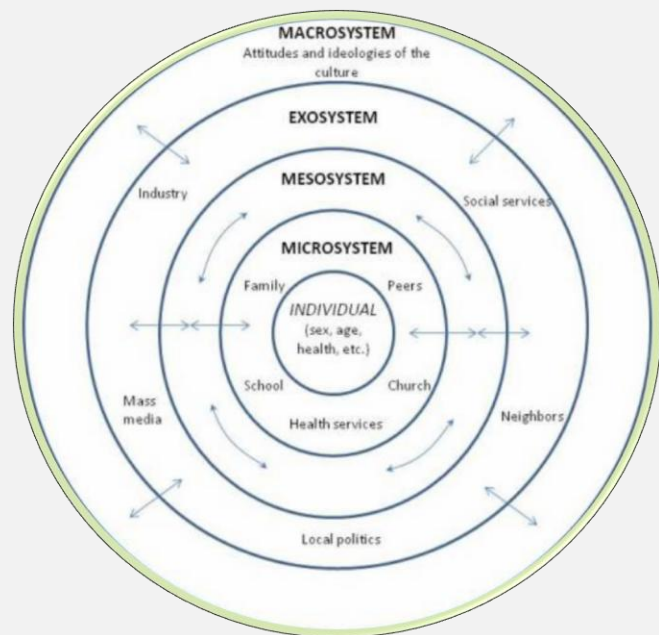 MACROSYSTEM
Attitudes and ideologies of the
culture
EXOSYSTEM
MESOSYSTEM
Industry
Social services
MICROSYSTEM
Family
Peers
INDIVIDUAL
(sex, age,
health, etc.)
School
Church
Mass
media
Health services
Neighbors
Local politics